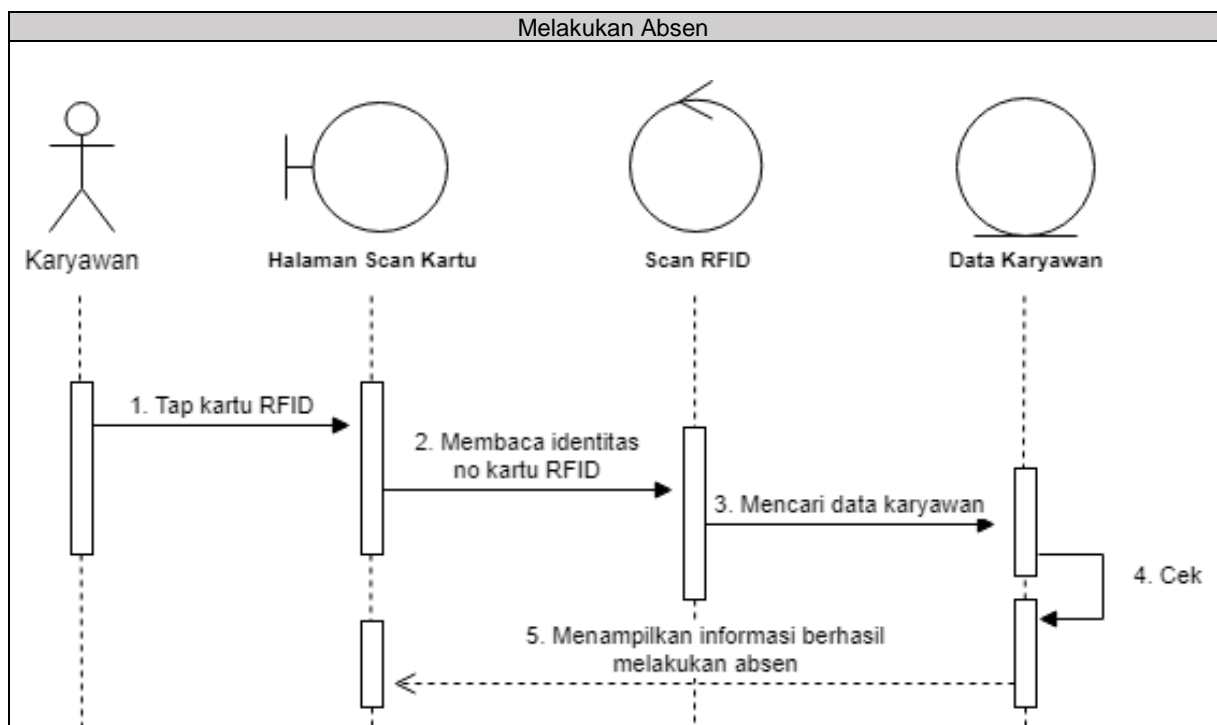 Melakukan Absen
Karyawan
Halaman Scan Kartu
Scan RFID
Data Karyawan
1. Tap kartu RFID
2. Membaca identitas
no kartu RFID
3. Mencari data karyawan
4. Cek
5. Menampilkan informasi berhasil
melakukan absen